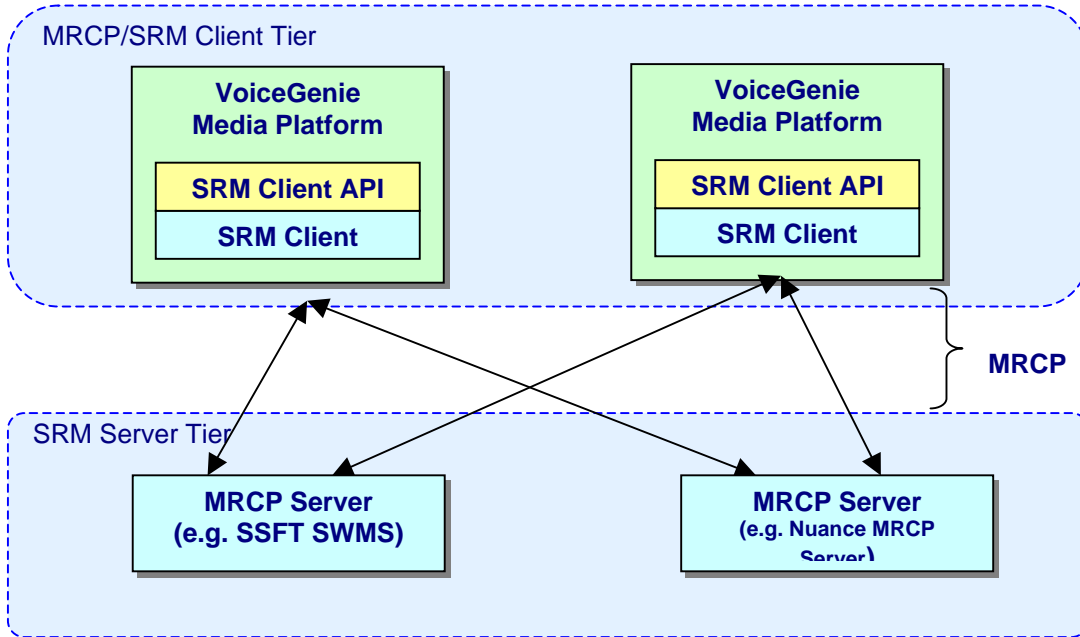 MRCP/SRM Client Tier
VoiceGenie
Media Platform
SRM Client API
SRM Client
VoiceGenie
Media Platform
SRM Client API
SRM Client
MRCP
SRM Server Tier
MRCP Server
(e.g. SSFT SWMS)
MRCP Server
(e.g. Nuance MRCP
Server)